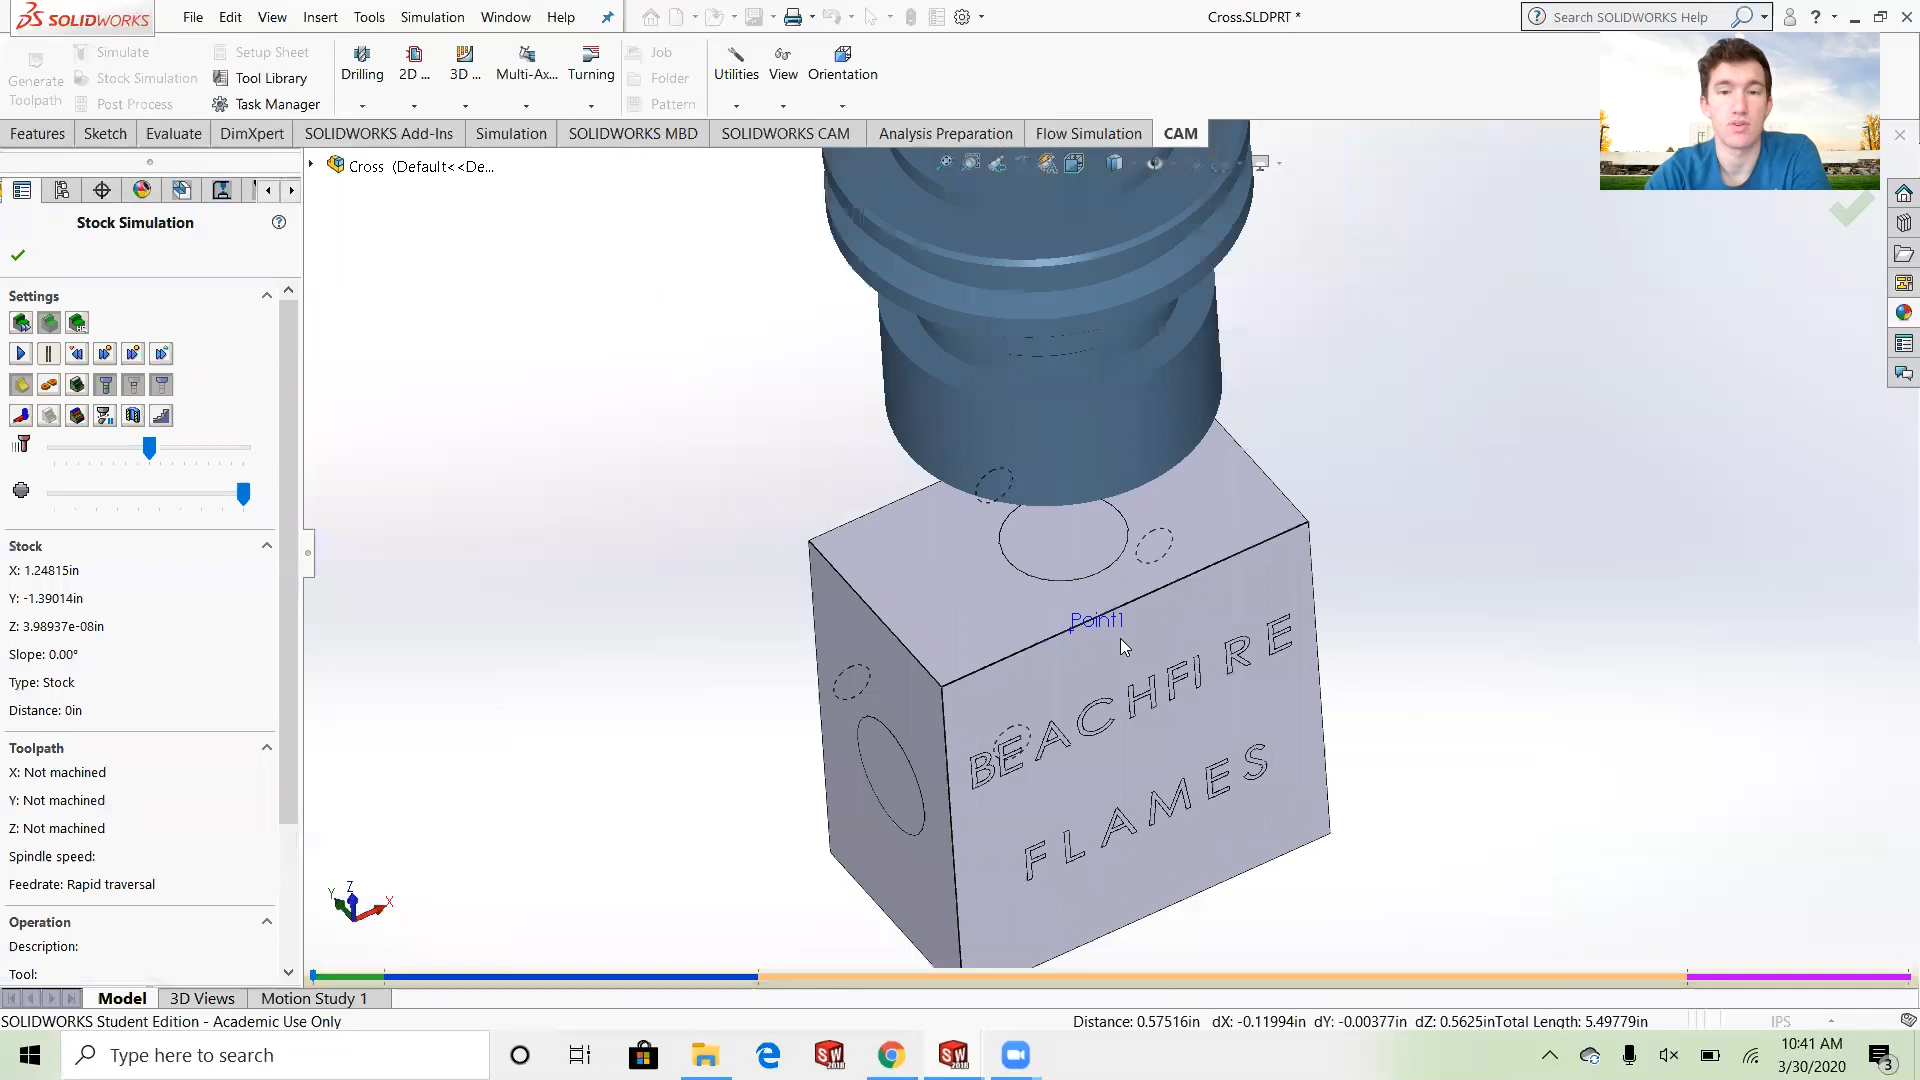 SOLIDWORKS
File Edit View Insert Tools Simulation Window Help
Cross.SLDPRT *
Search SOLIDWORKS Help
Generate Toolpath
Simulate
Stock Simulation
Post Process
Setup Sheet
Tool Library
Task Manager
Drilling 2D ... 3D ... Multi-Ax... Turning
Job
Folder
Pattern
Utilities View Orientation
Features Sketch Evaluate DimXpert SOLIDWORKS Add-Ins Simulation SOLIDWORKS MBD SOLIDWORKS CAM Analysis Preparation Flow Simulation CAM
Cross (Default<<De...
Stock Simulation
Settings
Stock
X: 1.24815in
Y: -1.39014in
Z: 3.98937e-08in
Slope: 0.00°
Type: Stock
Distance: 0in
Toolpath
X: Not machined
Y: Not machined
Z: Not machined
Spindle speed:
Feedrate: Rapid traversal
Operation
Description:
Tool:
Point1
BEACHFIRE
FLAMES
Y Z X
Model 3D Views Motion Study 1
SOLIDWORKS Student Edition - Academic Use Only
Distance: 0.57516in dX: -0.11994in dY: -0.00377in dZ: 0.5625inTotal Length: 5.49779in
IPS
Type here to search
SW 2018
SW 2018
10:41 AM
3/30/2020
3